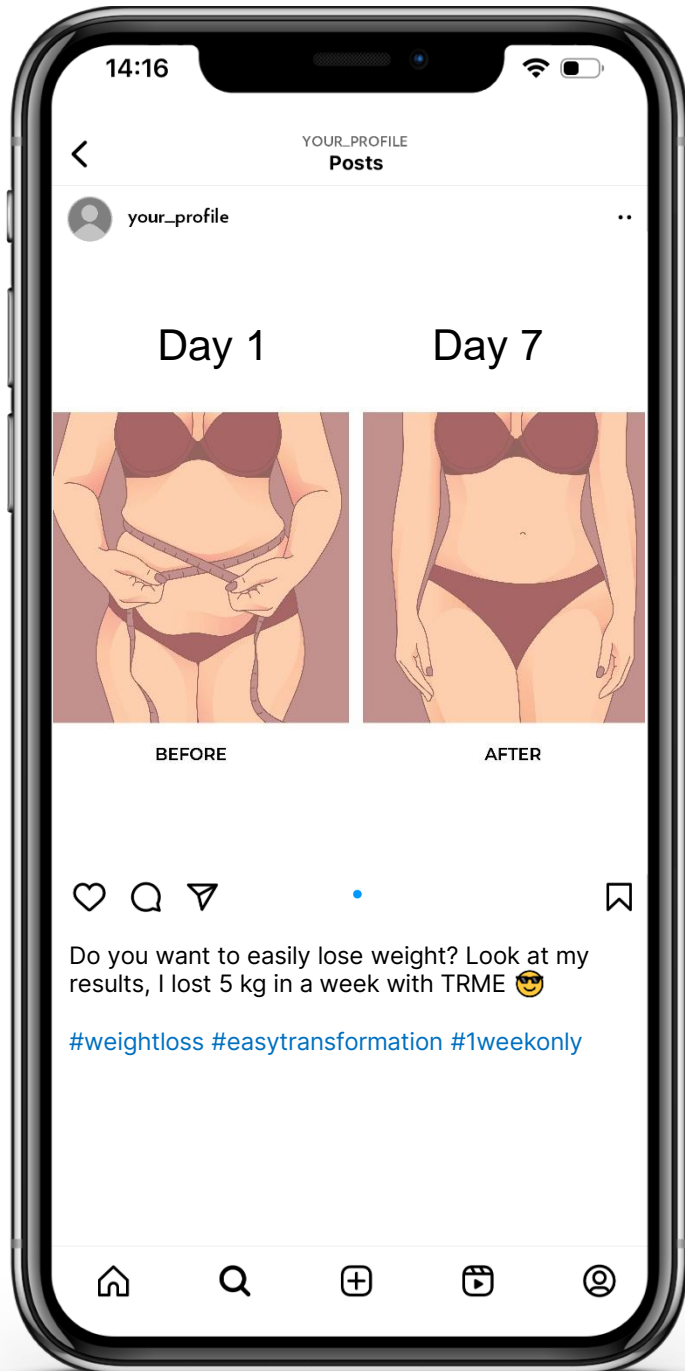 14:16
YOUR_PROFILE
Posts
your_profile
Day 1 Day 7
BEFORE AFTER
Do you want to easily lose weight? Look at my
results, I lost 5 kg in a week with TRME 😎
#weightloss #easytransformation #1weekonly